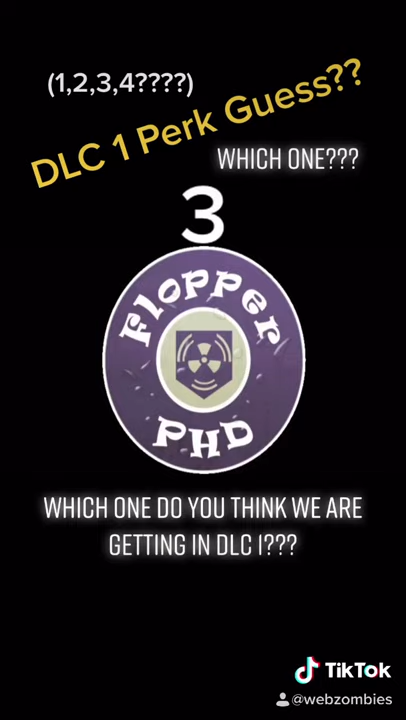 (1,2,3,4????)
DLC 1 Perk Guess??
WHICH ONE???
3
Flopper
PHD
WHICH ONE DO YOU THINK WE ARE
GETTING IN DLC 1???
TikTok
@webzombies